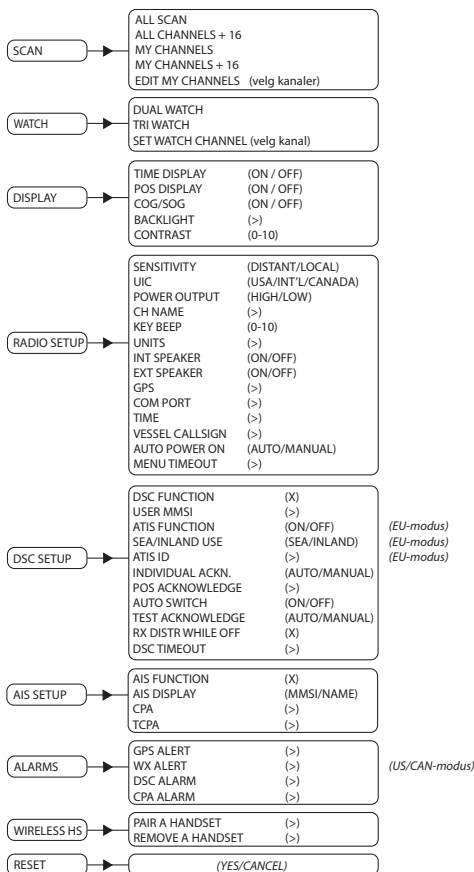 SCAN
ALL SCAN
ALL CHANNELS + 16
MY CHANNELS
MY CHANNELS + 16
EDIT MY CHANNELS (velg kanaler)
WATCH
DUAL WATCH
TRI WATCH
SET WATCH CHANNEL (velg kanal)
DISPLAY
TIME DISPLAY (ON / OFF)
POS DISPLAY (ON / OFF)
COG/SOG (ON / OFF)
BACKLIGHT (>)
CONTRAST (0-10)
RADIO SETUP
SENSITIVITY (DISTANT/LOCAL)
UIC (USA/INT'L/CANADA)
POWER OUTPUT (HIGH/LOW)
CH NAME (>)
KEY BEEP (0-10)
UNITS (>)
INT SPEAKER (ON/OFF)
EXT SPEAKER (ON/OFF)
GPS (>)
COM PORT (>)
TIME (>)
VESSEL CALLSIGN (>)
AUTO POWER ON (AUTO/MANUAL)
MENU TIMEOUT (>)
DSC SETUP
DSC FUNCTION (X)
USER MMSI (>)
ATIS FUNCTION (ON/OFF) (EU-modus)
SEA/INLAND USE (SEA/INLAND) (EU-modus)
ATIS ID (>) (EU-modus)
INDIVIDUAL ACKN. (AUTO/MANUAL)
POS ACKNOWLEDGE (>)
AUTO SWITCH (ON/OFF)
TEST ACKNOWLEDGE (AUTO/MANUAL)
RX DISTR WHILE OFF (X)
DSC TIMEOUT (>)
AIS SETUP
AIS FUNCTION (X)
AIS DISPLAY (MMSI/NAME)
CPA (>)
TCPA (>)
ALARMS
GPS ALERT (>)
WX ALERT (>) (US/CAN-modus)
DSC ALARM (>)
CPA ALARM (>)
WIRELESS HS
PAIR A HANDSET (>)
REMOVE A HANDSET (>)
RESET
(YES/CANCEL)